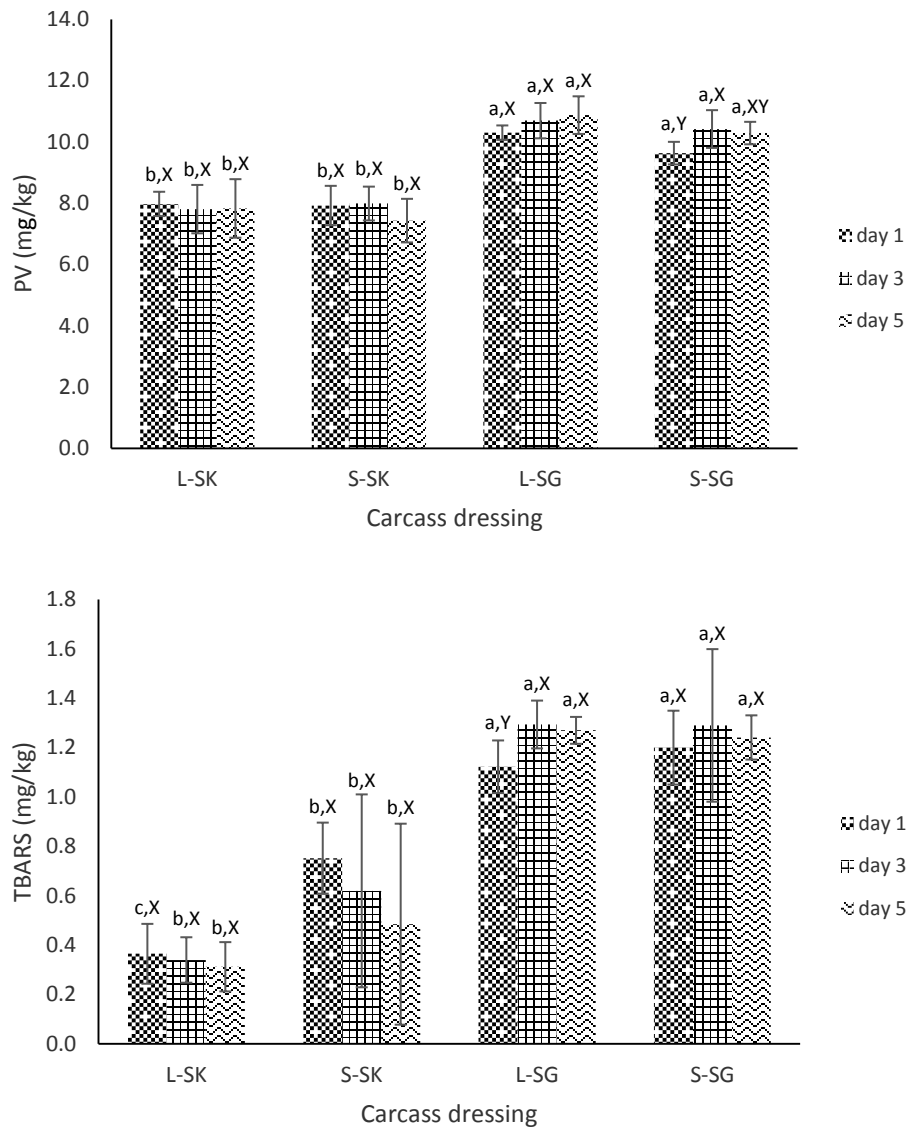 14.0
12.0
10.0
8.0
6.0
4.0
2.0
0.0
PV (mg/kg)
b,X b,X b,X
b,X b,X b,X
a,X a,X a,X
a,Y a,X a,XY
L-SK S-SK L-SG S-SG
Carcass dressing
day 1
day 3
day 5
1.8
1.6
1.4
1.2
1.0
0.8
0.6
0.4
0.2
0.0
TBARS (mg/kg)
c,X b,X b,X
b,X b,X b,X
a,Y a,X a,X
a,X a,X a,X
L-SK S-SK L-SG S-SG
Carcass dressing
day 1
day 3
day 5